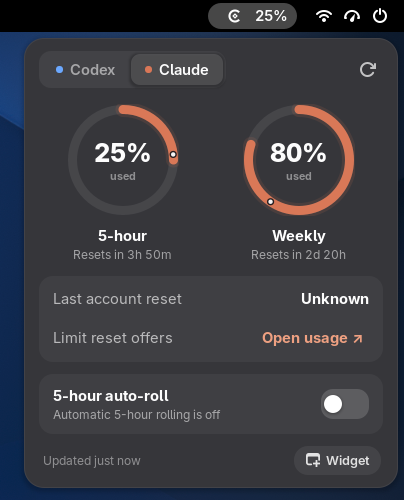 25%
Codex
Claude
25%
used
80%
used
5-hour
Resets in 3h 50m
Weekly
Resets in 2d 20h
Last account reset
Unknown
Limit reset offers
Open usage ↗
5-hour auto-roll
Automatic 5-hour rolling is off
Updated just now
Widget